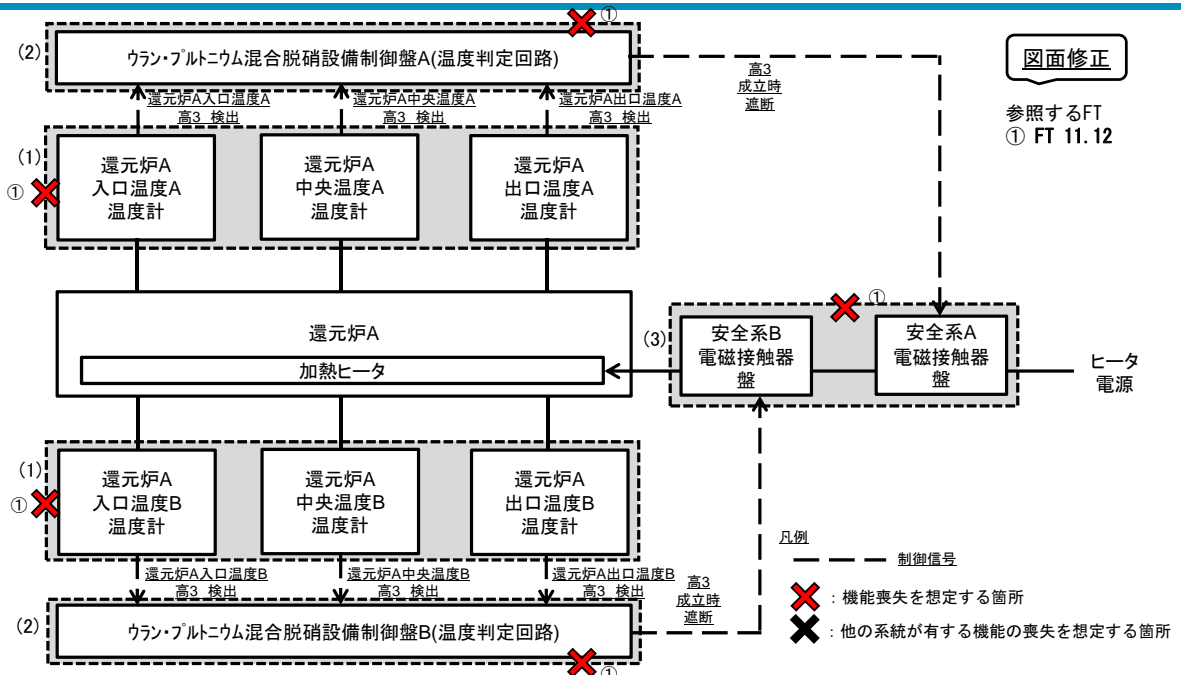 ①
(2)
ウラン・プルトニウム混合脱硝設備制御盤A(温度判定回路)
還元炉A入口温度A
高3 検出
還元炉A中央温度A
高3 検出
還元炉A出口温度A
高3 検出
高3
成立時
遮断
図面修正
参照するFT
① FT 11.12
(1)
①
還元炉A
入口温度A
温度計
還元炉A
中央温度A
温度計
還元炉A
出口温度A
温度計
還元炉A
加熱ヒータ
(3)
①
安全系B
電磁接触器
盤
安全系A
電磁接触器
盤
ヒータ
電源
(1)
①
還元炉A
入口温度B
温度計
還元炉A
中央温度B
温度計
還元炉A
出口温度B
温度計
還元炉A入口温度B
高3 検出
還元炉A中央温度B
高3 検出
還元炉A出口温度B
高3 検出
高3
成立時
遮断
(2)
ウラン・プルトニウム混合脱硝設備制御盤B(温度判定回路)
①
凡例
制御信号
：機能喪失を想定する箇所
：他の系統が有する機能の喪失を想定する箇所